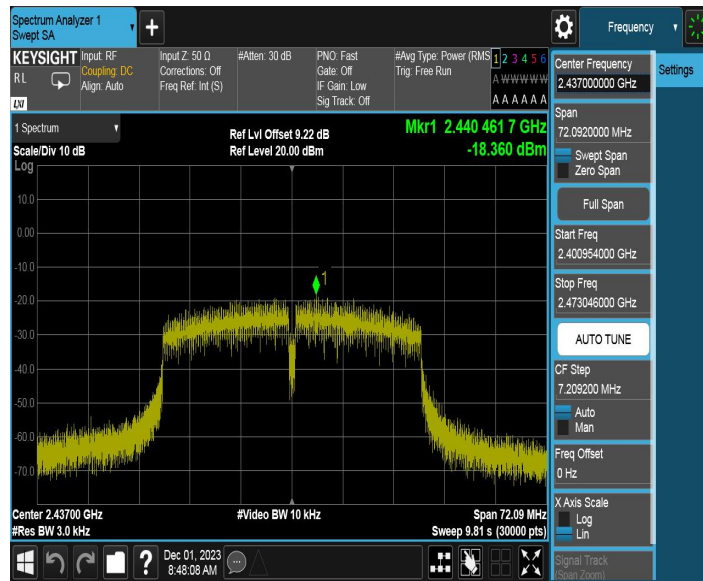 Spectrum Analyzer 1
Swept SA
+
Frequency
KEYSIGHT
RL
LXI
Input: RF
Coupling: DC
Align: Auto
Input Z: 50 Ω
Corrections: Off
Freq Ref: Int (S)
#Atten: 30 dB
PNO: Fast
Gate: Off
IF Gain: Low
Sig Track: Off
#Avg Type: Power (RMS
Trig: Free Run
1 2 3 4 5 6
A W W W W W
A A A A A A
Center Frequency
2.437000000 GHz
Settings
Span
72.0920000 MHz
Swept Span
Zero Span
Full Span
Start Freq
2.400954000 GHz
Stop Freq
2.473046000 GHz
AUTO TUNE
CF Step
7.209200 MHz
Auto
Man
Freq Offset
0 Hz
X Axis Scale
Log
Lin
Signal Track
(Span Zoom)
1 Spectrum
Scale/Div 10 dB
Log
Ref Lvl Offset 9.22 dB
Ref Level 20.00 dBm
Mkr1 2.440 461 7 GHz
-18.360 dBm
10.0
0.00
-10.0
-20.0
-30.0
-40.0
-50.0
-60.0
-70.0
1
Center 2.43700 GHz
#Res BW 3.0 kHz
#Video BW 10 kHz
Span 72.09 MHz
Sweep 9.81 s (30000 pts)
?
Dec 01, 2023
8:48:08 AM